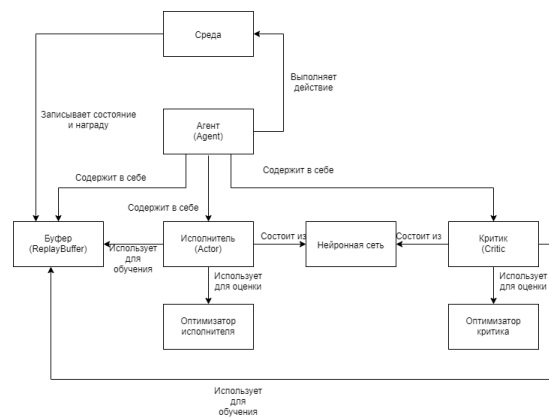 Среда
Выполняет
действие
Записывает состояние
и награду
Агент
(Agent)
Содержит в себе
Содержит в себе
Содержит в себе
Буфер
(ReplayBuffer)
Использует
для
обучения
Исполнитель
(Actor)
Состоит из
Нейронная сеть
Состоит из
Критик
(Critic
Использует
для оценки
Использует
для оценки
Оптимизатор
исполнителя
Оптимизатор
критика
Использует
для
обучения